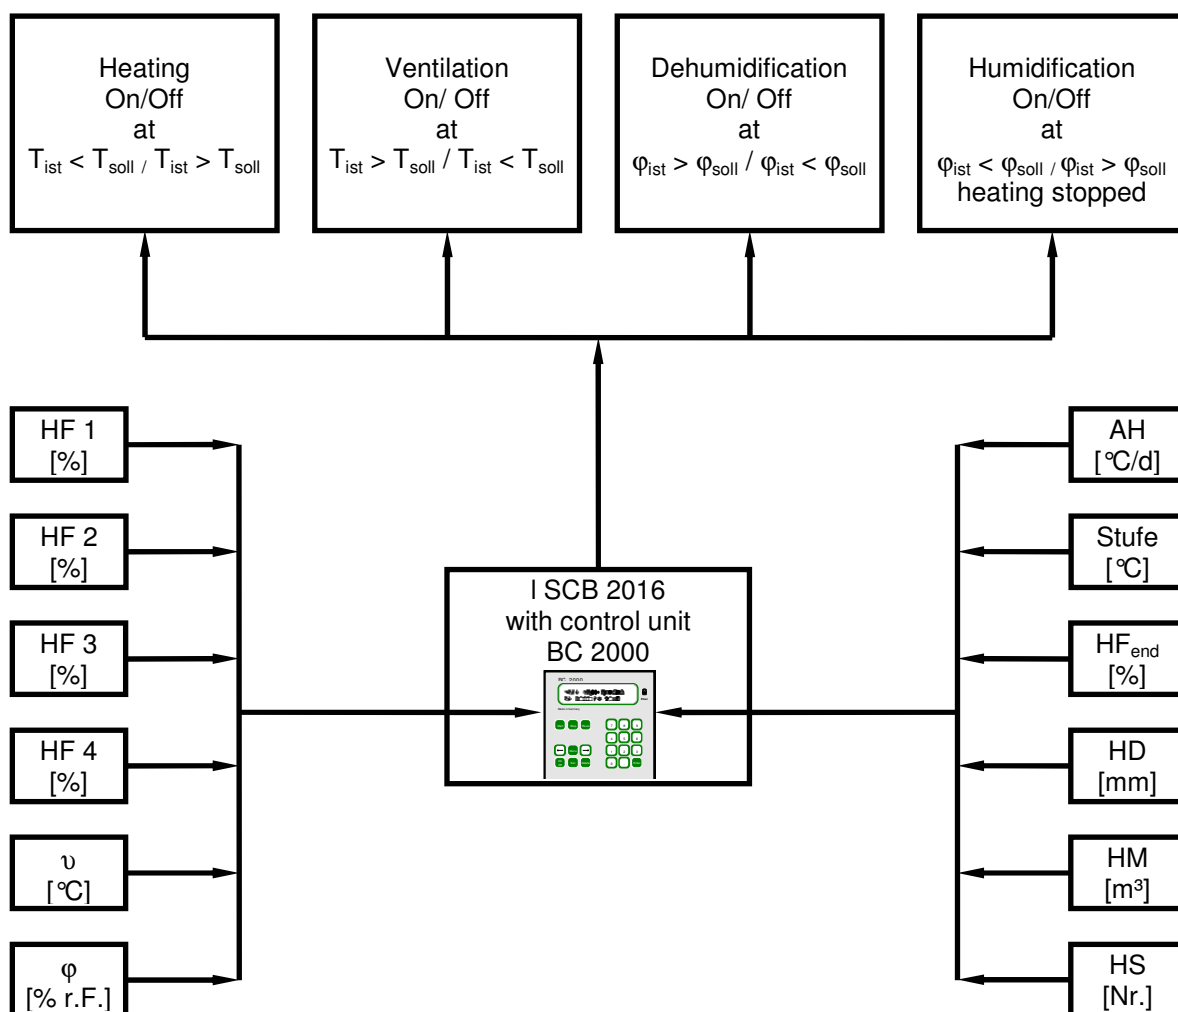 Heating
On/Off
at
T_ist < T_soll / T_ist > T_soll
Ventilation
On/ Off
at
T_ist > T_soll / T_ist < T_soll
Dehumidification
On/ Off
at
φ_ist > φ_soll / φ_ist < φ_soll
Humidification
On/Off
at
φ_ist < φ_soll / φ_ist > φ_soll
heating stopped
HF 1
[%]
HF 2
[%]
HF 3
[%]
HF 4
[%]
υ
[°C]
φ
[% r.F.]
I SCB 2016
with control unit
BC 2000
BC 2000
AH
[°C/d]
Stufe
[°C]
HF_end
[%]
HD
[mm]
HM
[m³]
HS
[Nr.]